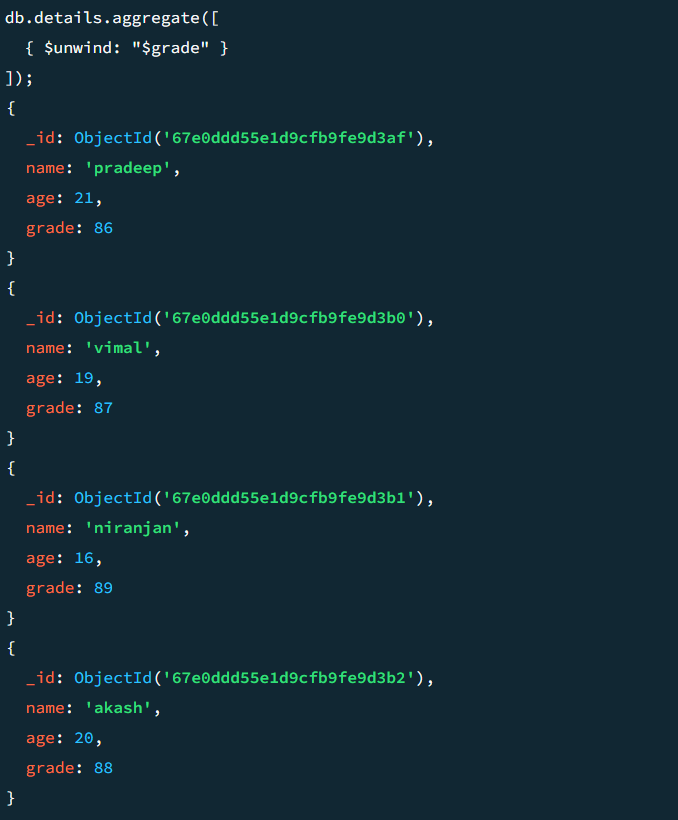 db.details.aggregate([
  { $unwind: "$grade" }
]);
{
  _id: ObjectId('67e0ddd55e1d9cfb9fe9d3af'),
  name: 'pradeep',
  age: 21,
  grade: 86
}
{
  _id: ObjectId('67e0ddd55e1d9cfb9fe9d3b0'),
  name: 'vimal',
  age: 19,
  grade: 87
}
{
  _id: ObjectId('67e0ddd55e1d9cfb9fe9d3b1'),
  name: 'niranjan',
  age: 16,
  grade: 89
}
{
  _id: ObjectId('67e0ddd55e1d9cfb9fe9d3b2'),
  name: 'akash',
  age: 20,
  grade: 88
}